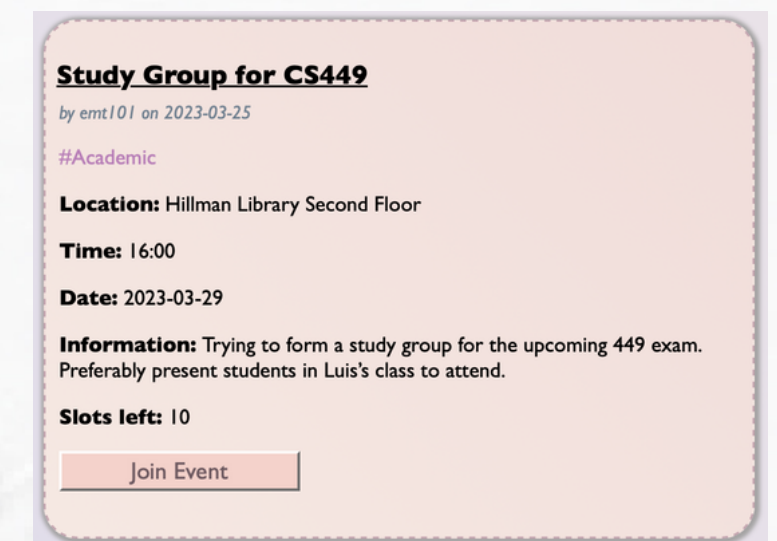 Study Group for CS449
by emt101 on 2023-03-25
#Academic
Location: Hillman Library Second Floor
Time: 16:00
Date: 2023-03-29
Information: Trying to form a study group for the upcoming 449 exam.
Preferably present students in Luis’s class to attend.
Slots left: 10
Join Event